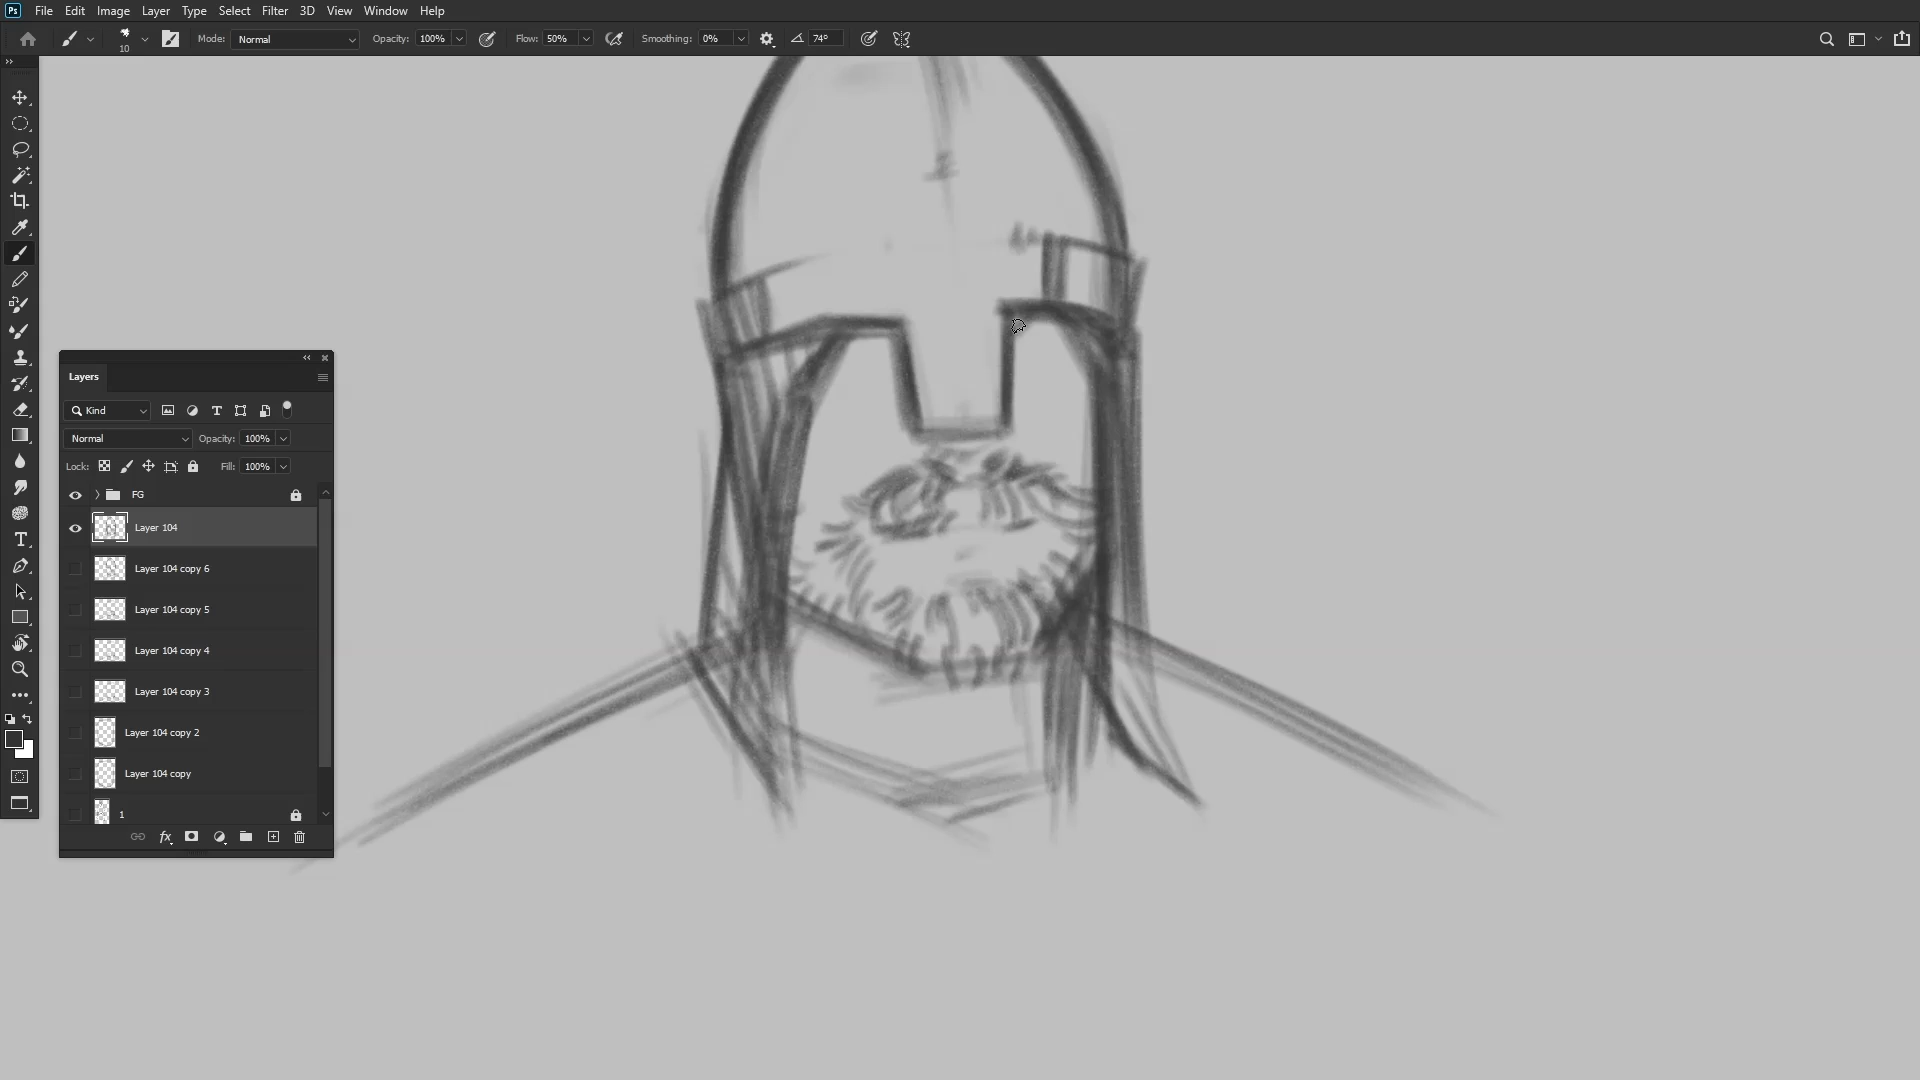 Ps File Edit Image Layer Type Select Filter 3D View Window Help
10 Mode: Normal Opacity: 100% Flow: 50% Smoothing: 0% 74°
Layers
Kind
Normal Opacity: 100%
Lock: Fill: 100%
FG
Layer 104
Layer 104 copy 6
Layer 104 copy 5
Layer 104 copy 4
Layer 104 copy 3
Layer 104 copy 2
Layer 104 copy
1
fx